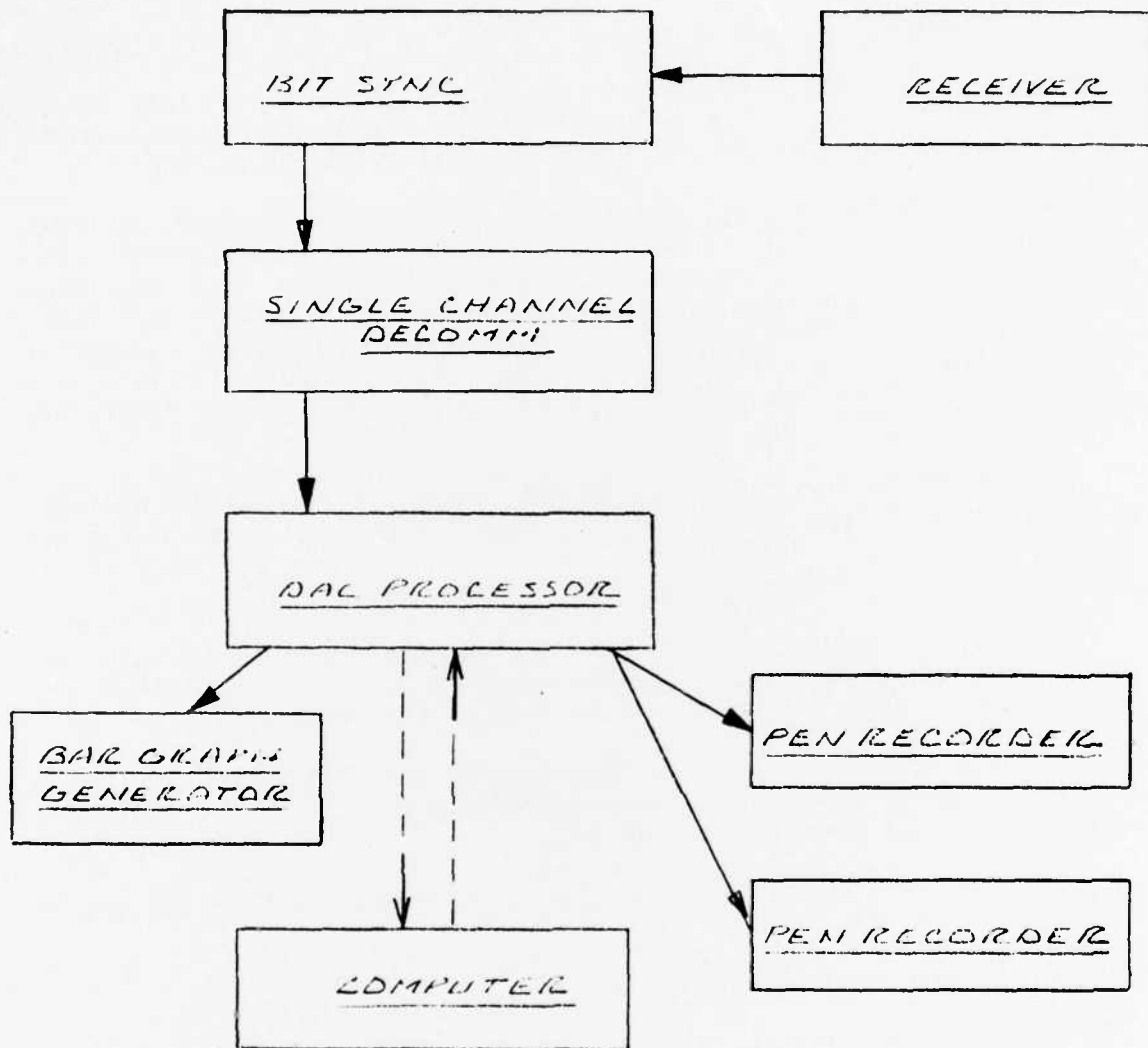 BIT SYNC
RECEIVER
SINGLE CHANNEL
DECOMM
DAC PROCESSOR
BAR GRAPH
GENERATOR
PEN RECORDER
PEN RECORDER
COMPUTER